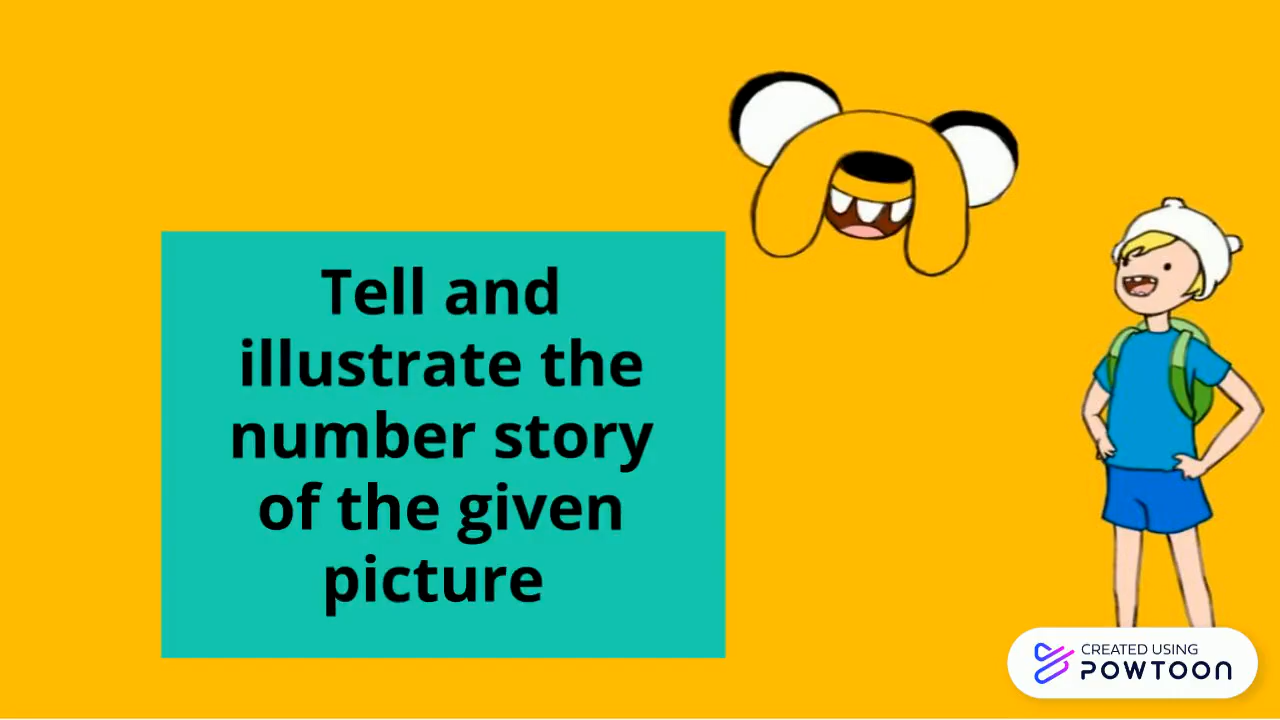 Tell and
illustrate the
number story
of the given
picture
CREATED USING
POWTOON